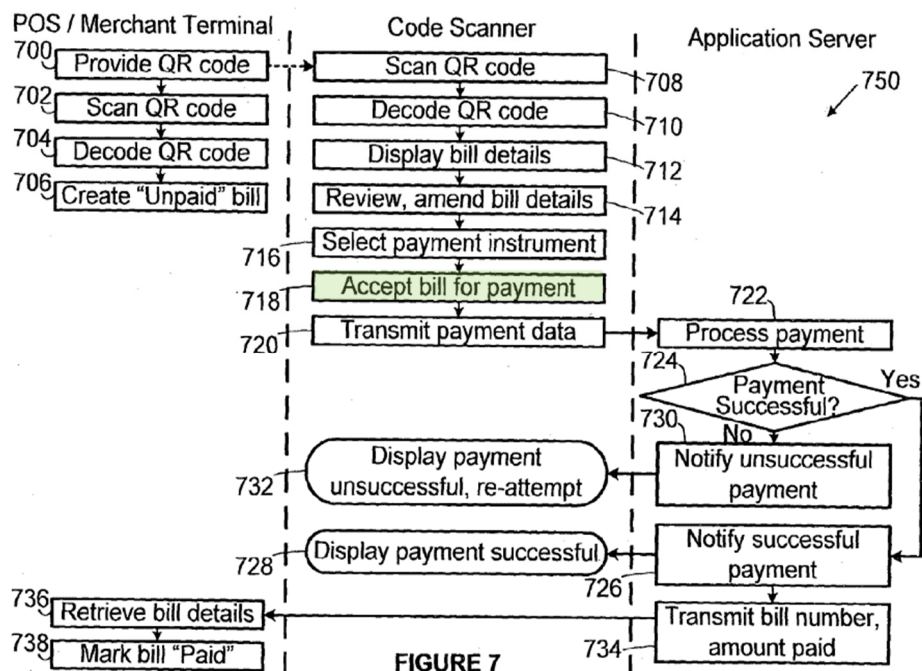 POS / Merchant Terminal
Code Scanner
Application Server
700
Provide QR code
Scan QR code
708
750
702
Scan QR code
Decode QR code
710
704
Decode QR code
Display bill details
712
706
Create “Unpaid” bill
Review, amend bill details
714
716
Select payment instrument
718
Accept bill for payment
722
720
Transmit payment data
Process payment
724
Payment
Successful?
Yes
730
No
732
Display payment
unsuccessful, re-attempt
Notify unsuccessful
payment
728
Display payment successful
Notify successful
payment
726
736
Retrieve bill details
Transmit bill number,
amount paid
734
738
Mark bill “Paid”
FIGURE 7